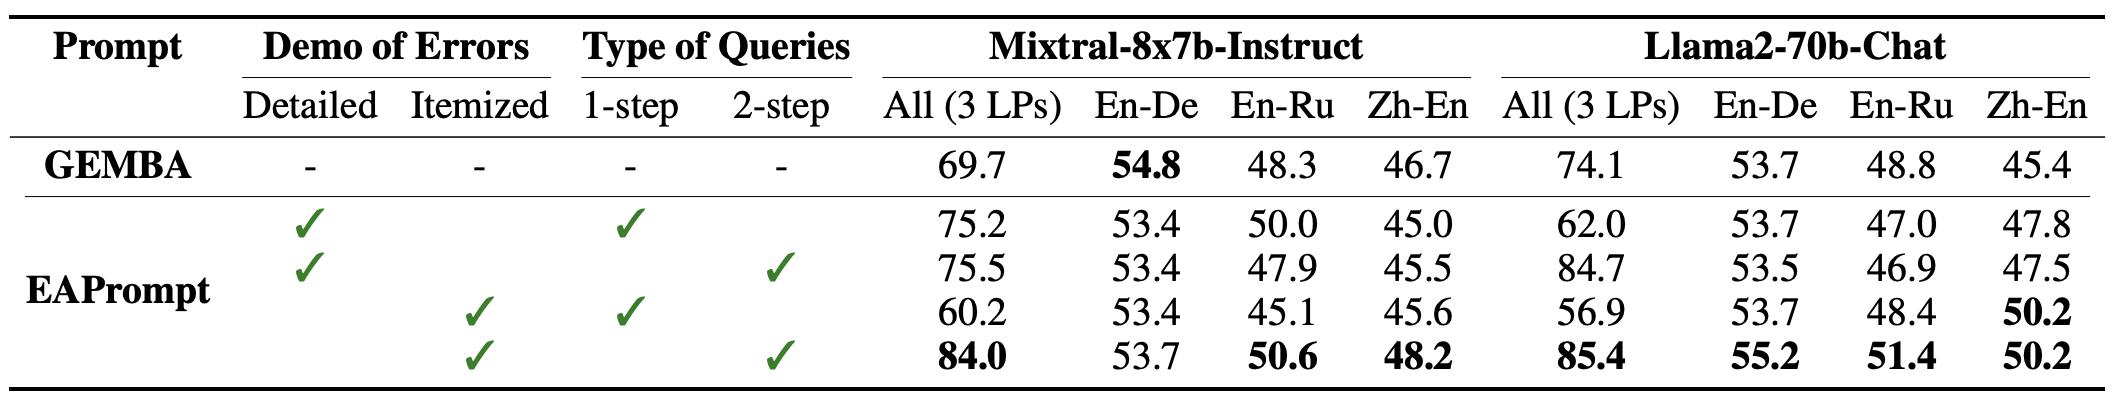 Prompt Demo of Errors Type of Queries Mixtral-8x7b-Instruct Llama2-70b-Chat
Detailed Itemized 1-step 2-step All (3 LPs) En-De En-Ru Zh-En All (3 LPs) En-De En-Ru Zh-En
GEMBA - - - - 69.7 54.8 48.3 46.7 74.1 53.7 48.8 45.4
✓ ✓ 75.2 53.4 50.0 45.0 62.0 53.7 47.0 47.8
✓ ✓ 75.5 53.4 47.9 45.5 84.7 53.5 46.9 47.5
EAPrompt
✓ ✓ 60.2 53.4 45.1 45.6 56.9 53.7 48.4 50.2
✓ ✓ 84.0 53.7 50.6 48.2 85.4 55.2 51.4 50.2